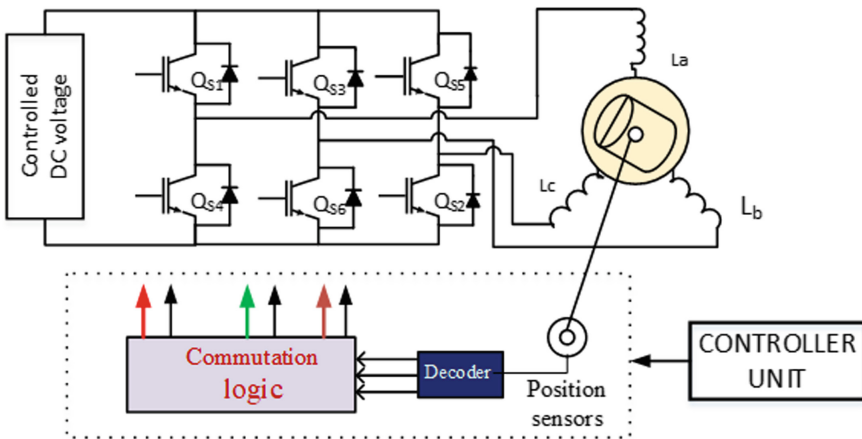 Controlled
DC voltage
QS1
QS3
QS5
La
QS4
QS6
QS2
Lc
Lb
Commutation
logic
Decoder
Position
sensors
CONTROLLER
UNIT